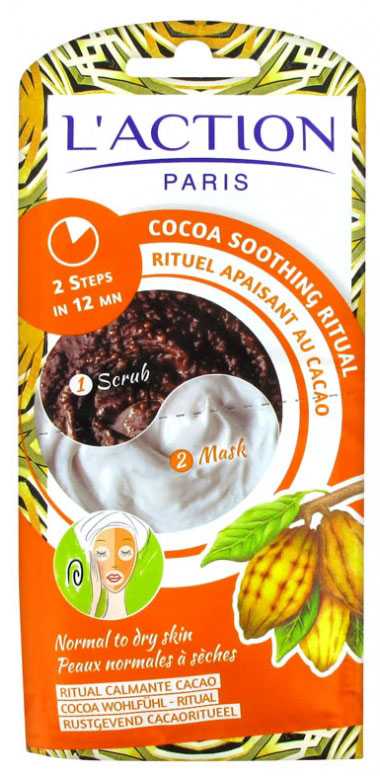 L'ACTION
PARIS
2 STEPS
IN 12 MN
COCOA SOOTHING RITUAL
RITUEL APAISANT AU CACAO
1 Scrub
2 Mask
Normal to dry skin
Peaux normales à sèches
RITUAL CALMANTE CACAO
COCOA WOHLFÜHL - RITUAL
RUSTGEVEND CACAORITUEEL